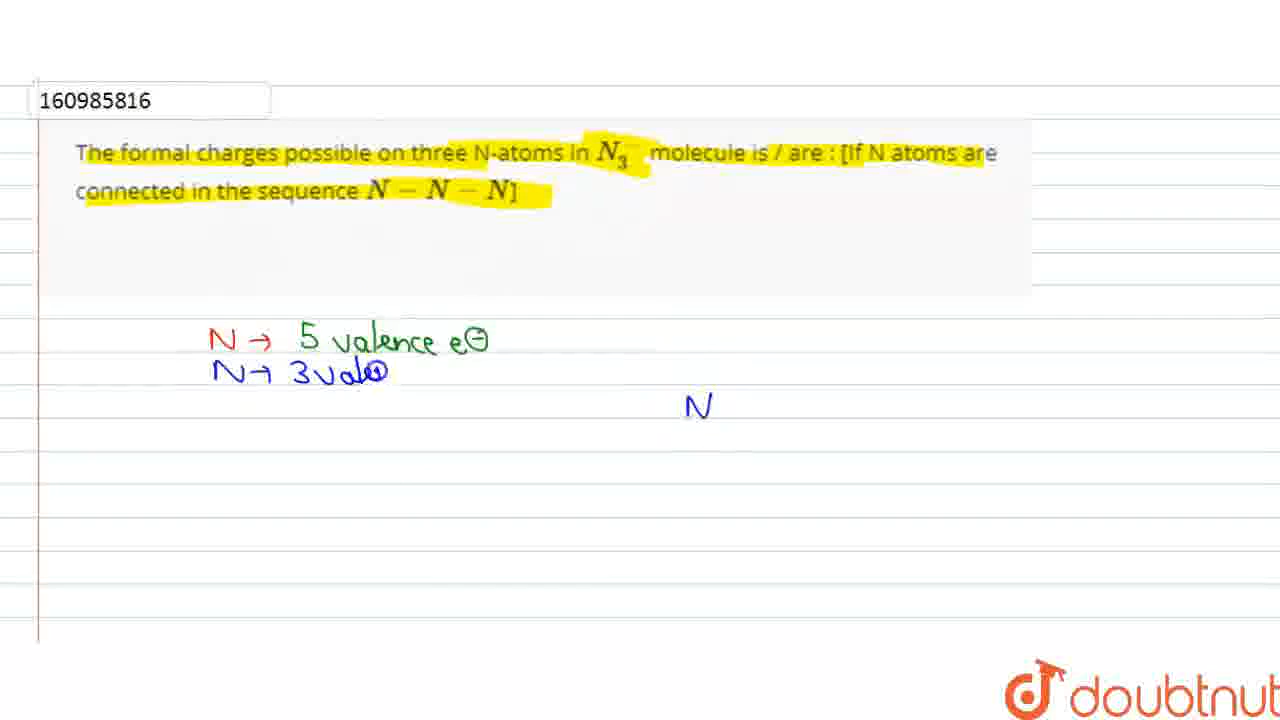 160985816
The formal charges possible on three N-atoms in N₃⁻ molecule is / are : [If N atoms are
connected in the sequence N − N − N]
N → 5 valence e⊖
N → 3 vale
N
doubtnut